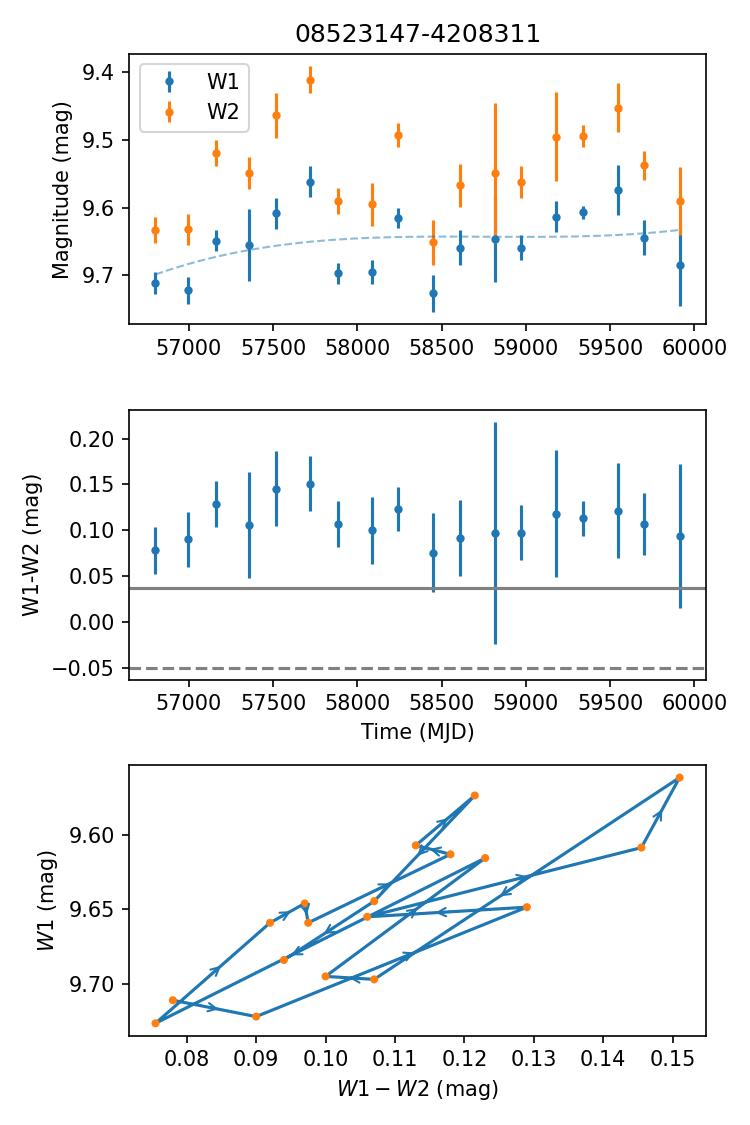 08523147-4208311
Magnitude (mag)
9.4
9.5
9.6
9.7
W1
W2
57000 57500 58000 58500 59000 59500 60000
W1-W2 (mag)
0.20
0.15
0.10
0.05
0.00
−0.05
57000 57500 58000 58500 59000 59500 60000
Time (MJD)
W1 (mag)
9.60
9.65
9.70
0.08 0.09 0.10 0.11 0.12 0.13 0.14 0.15
W1 − W2 (mag)